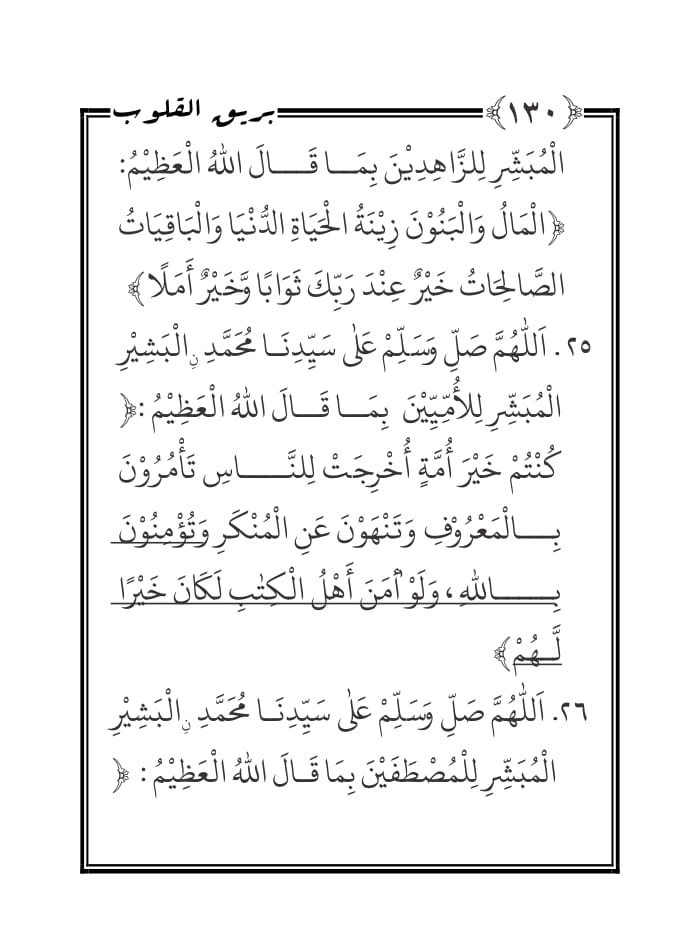 ﴿١٣٠﴾ بريق القلوب
الْمُبَشِّرِ لِلزَّاهِدِيْنَ بِمَا قَالَ اللهُ الْعَظِيْمُ:
﴿الْمَالُ وَالْبَنُوْنَ زِيْنَةُ الْحَيَاةِ الدُّنْيَا وَالْبَاقِيَاتُ
الصَّالِحَاتُ خَيْرٌ عِنْدَ رَبِّكَ ثَوَابًا وَّخَيْرٌ أَمَلًا﴾
٢٥. اَللّٰهُمَّ صَلِّ وَسَلِّمْ عَلٰى سَيِّدِنَا مُحَمَّدِ ۨالْبَشِيْرِ
الْمُبَشِّرِ لِلْأُمِّيِّيْنَ بِمَا قَالَ اللهُ الْعَظِيْمُ :﴿
كُنْتُمْ خَيْرَ أُمَّةٍ أُخْرِجَتْ لِلنَّاسِ تَأْمُرُوْنَ
بِالْمَعْرُوْفِ وَتَنْهَوْنَ عَنِ الْمُنْكَرِ وَتُؤْمِنُوْنَ
بِاللهِ ، وَلَوْ اٰمَنَ أَهْلُ الْكِتٰبِ لَكَانَ خَيْرًا
لَّهُمْ﴾
٢٦. اَللّٰهُمَّ صَلِّ وَسَلِّمْ عَلٰى سَيِّدِنَا مُحَمَّدِ ۨالْبَشِيْرِ
الْمُبَشِّرِ لِلْمُصْطَفَيْنَ بِمَا قَالَ اللهُ الْعَظِيْمُ : ﴿